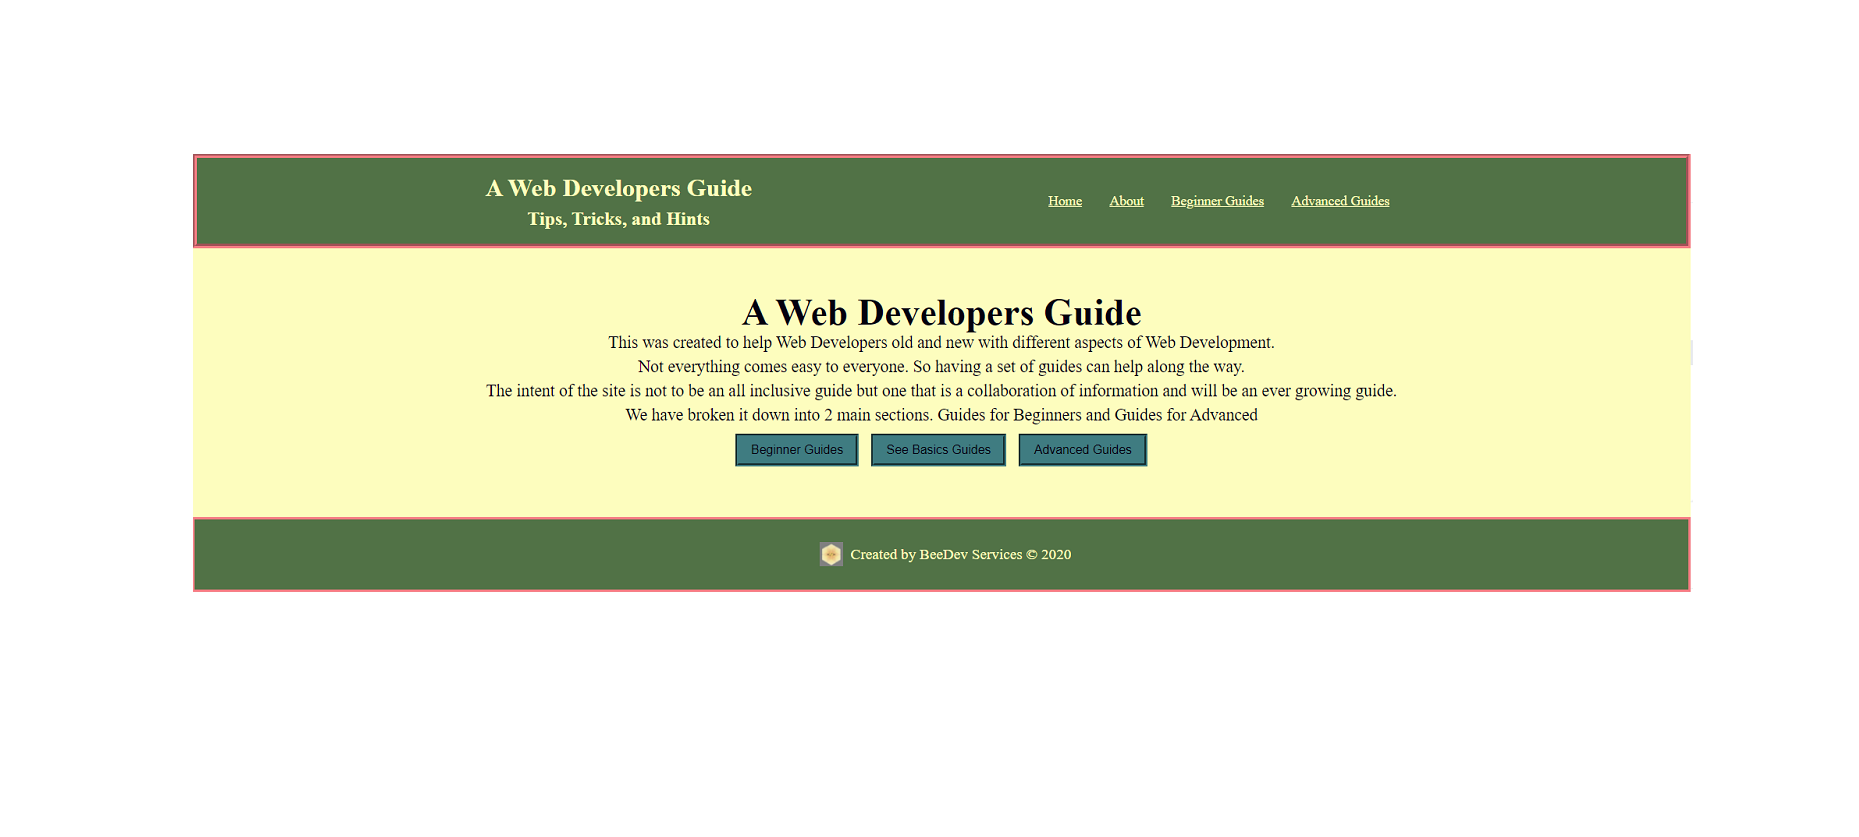 A Web Developers Guide
Tips, Tricks, and Hints
Home About Beginner Guides Advanced Guides
A Web Developers Guide
This was created to help Web Developers old and new with different aspects of Web Development.
Not everything comes easy to everyone. So having a set of guides can help along the way.
The intent of the site is not to be an all inclusive guide but one that is a collaboration of information and will be an ever growing guide.
We have broken it down into 2 main sections. Guides for Beginners and Guides for Advanced
Beginner Guides See Basics Guides Advanced Guides
Created by BeeDev Services © 2020